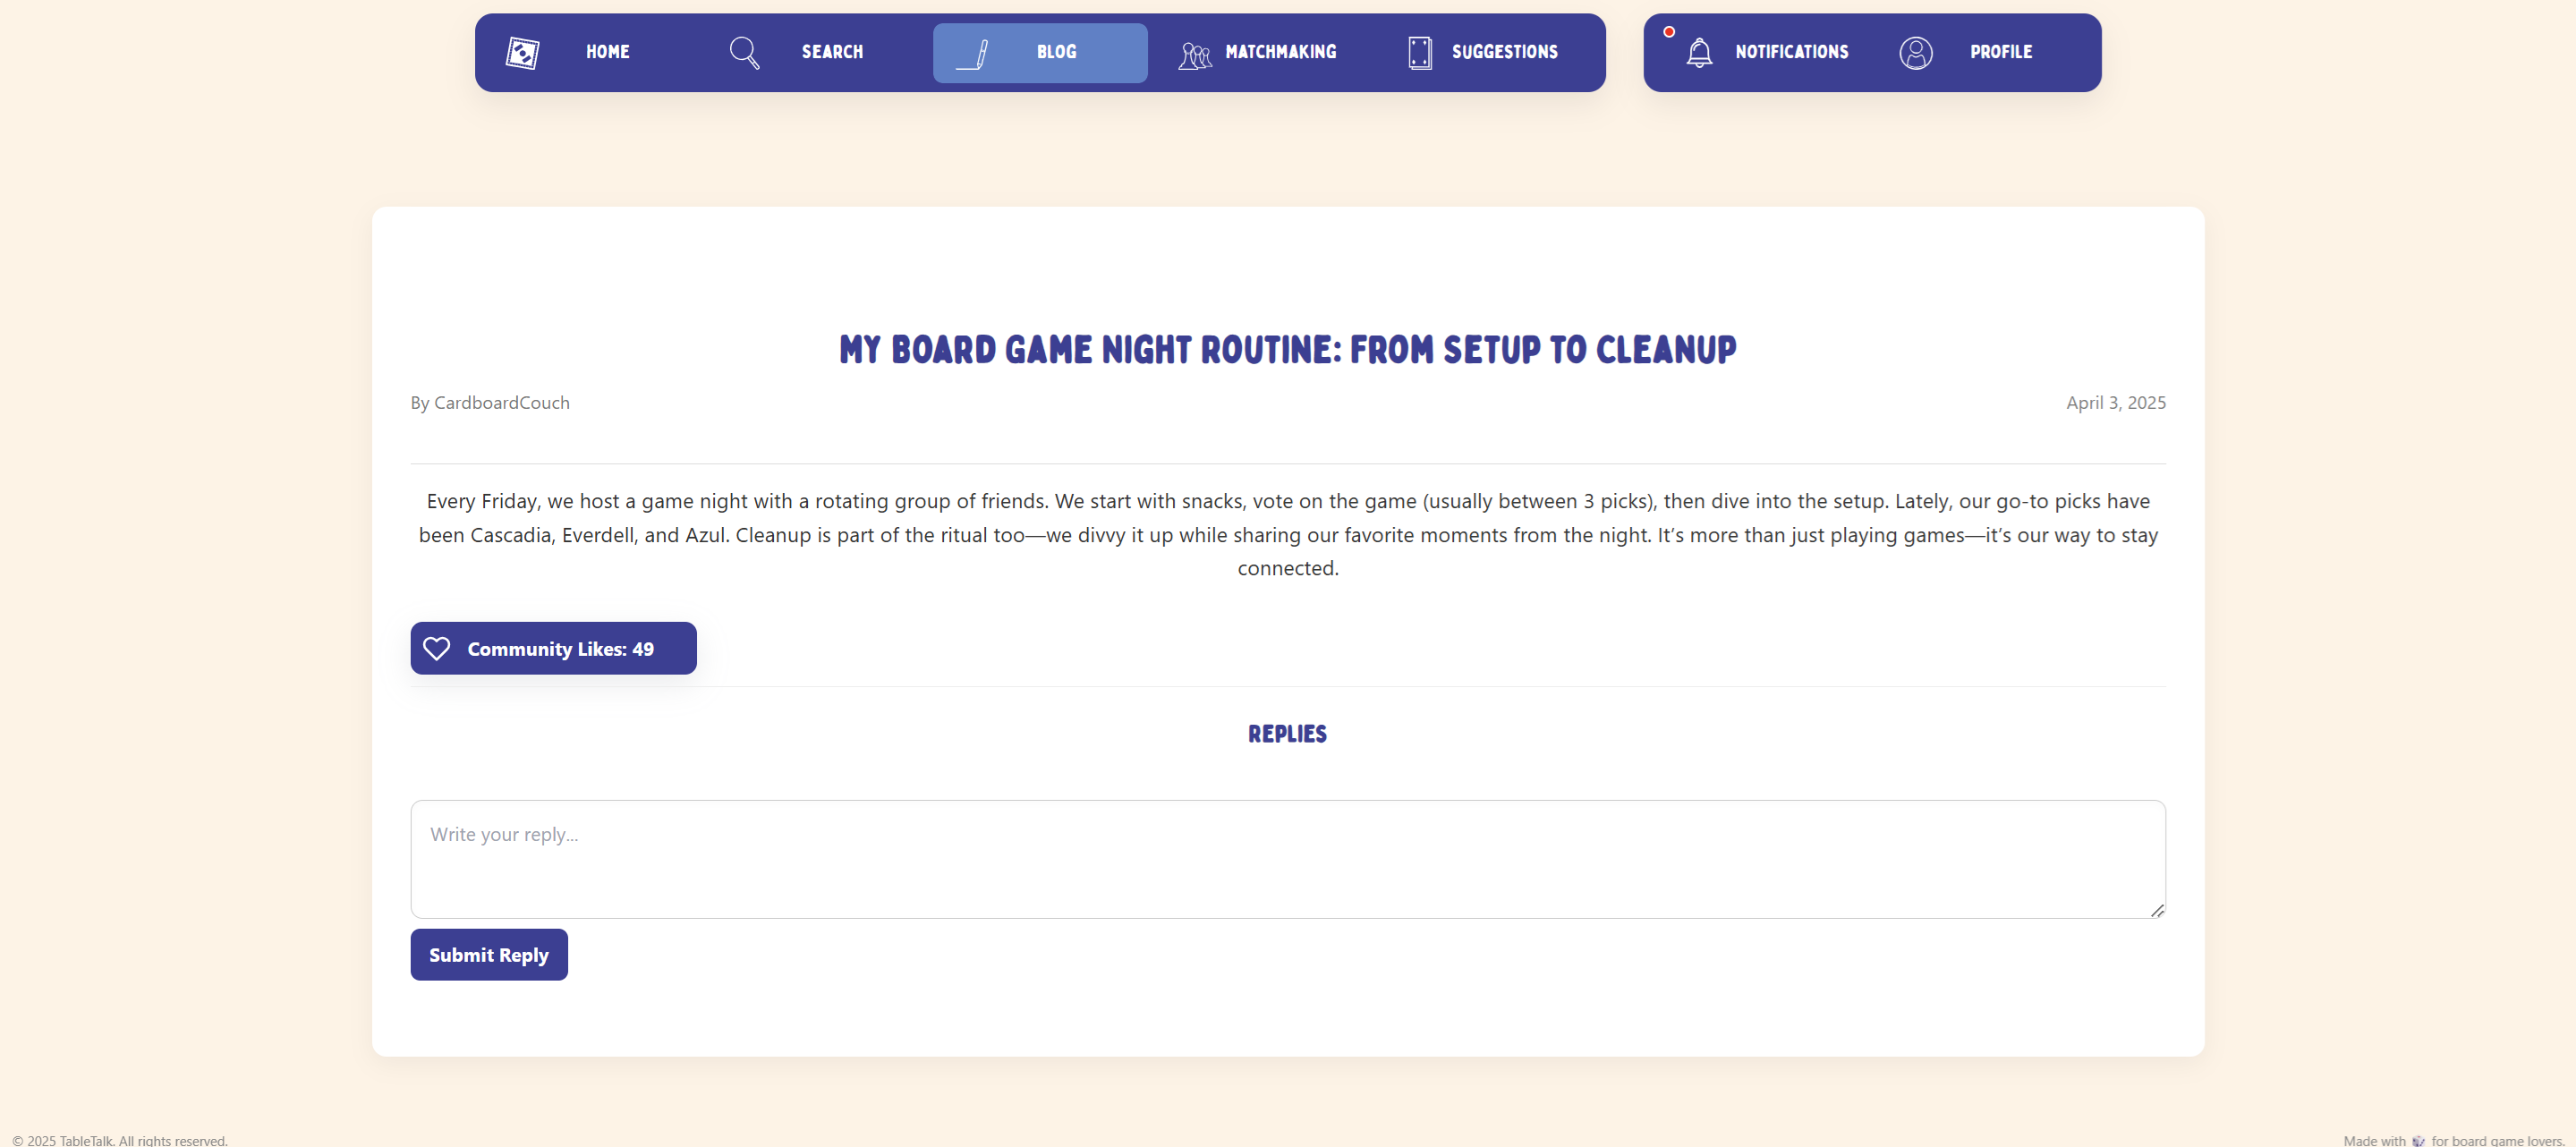 HOME
SEARCH
BLOG
MATCHMAKING
SUGGESTIONS
NOTIFICATIONS
PROFILE
MY BOARD GAME NIGHT ROUTINE: FROM SETUP TO CLEANUP
By CardboardCouch
April 3, 2025
Every Friday, we host a game night with a rotating group of friends. We start with snacks, vote on the game (usually between 3 picks), then dive into the setup. Lately, our go-to picks have
been Cascadia, Everdell, and Azul. Cleanup is part of the ritual too—we divvy it up while sharing our favorite moments from the night. It’s more than just playing games—it’s our way to stay
connected.
Community Likes: 49
REPLIES
Write your reply...
Submit Reply
© 2025 TableTalk. All rights reserved.
Made with 🎲 for board game lovers.